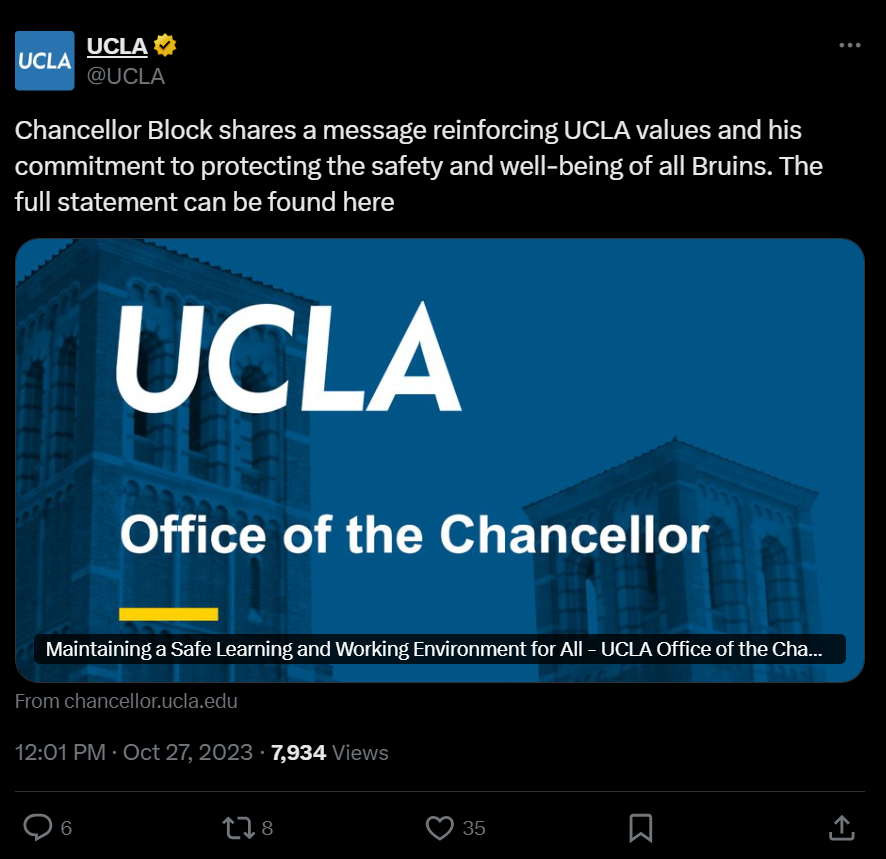 UCLA
UCLA
@UCLA
Chancellor Block shares a message reinforcing UCLA values and his
commitment to protecting the safety and well-being of all Bruins. The
full statement can be found here
UCLA
Office of the Chancellor
Maintaining a Safe Learning and Working Environment for All - UCLA Office of the Cha...
From chancellor.ucla.edu
12:01 PM · Oct 27, 2023 · 7,934 Views
6 8 35